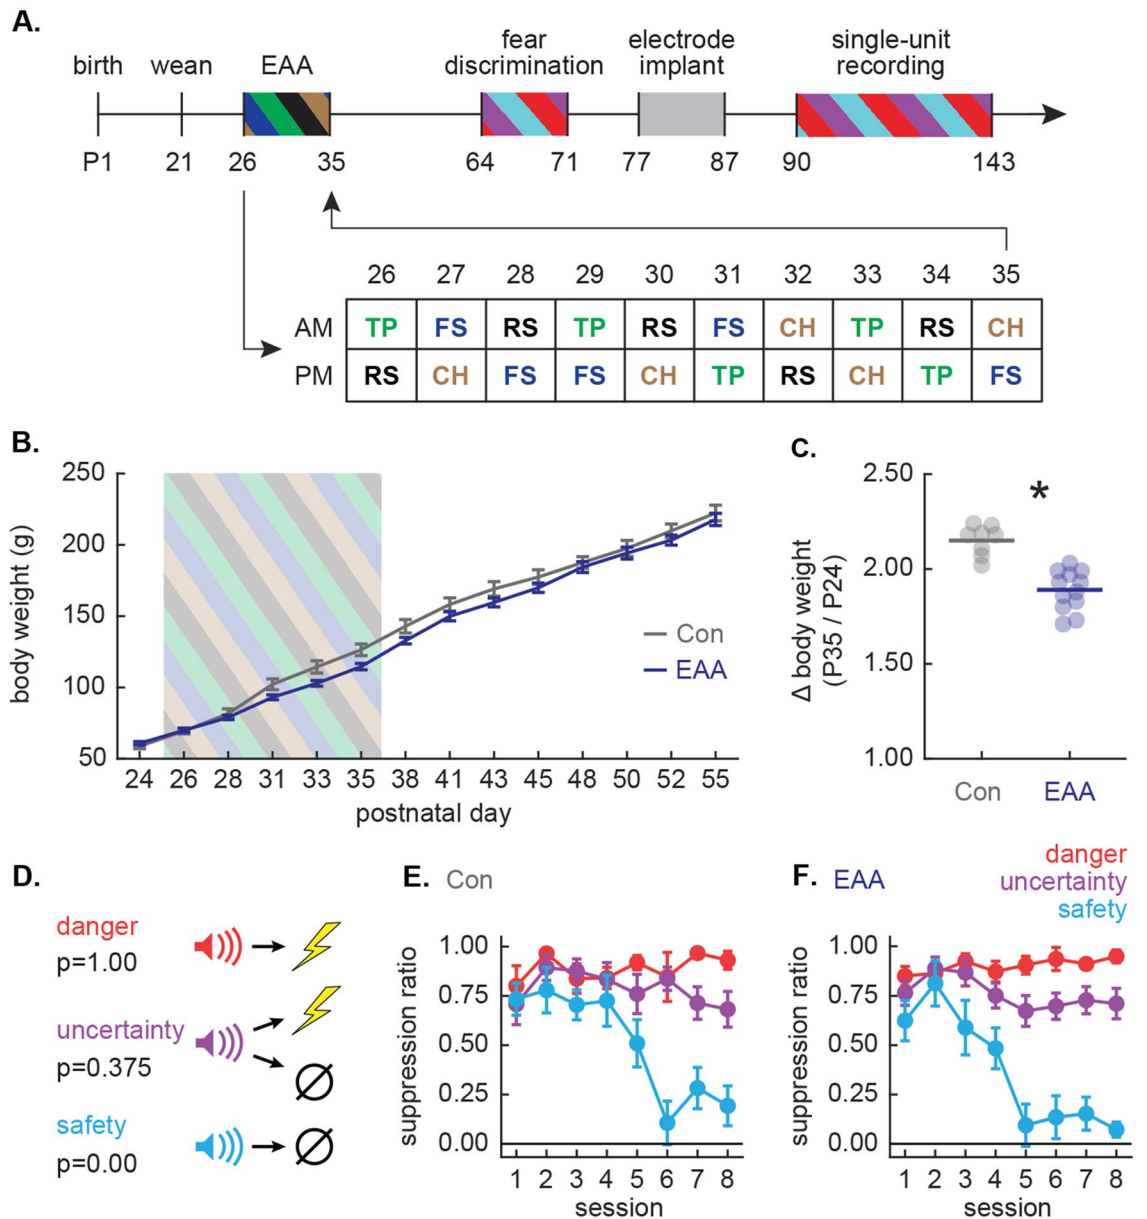 A.
birth wean EAA fear discrimination electrode implant single-unit recording
P1 21 26 35 64 71 77 87 90 143
26 27 28 29 30 31 32 33 34 35
AM TP FS RS TP RS FS CH TP RS CH
PM RS CH FS FS CH TP RS CH TP FS
B.
body weight (g)
250
200
150
100
50
Con
EAA
24 26 28 31 33 35 38 41 43 45 48 50 52 55
postnatal day
C.
Δ body weight
(P35 / P24)
2.50
2.00
1.50
1.00
*
Con EAA
D.
danger
p=1.00
uncertainty
p=0.375
safety
p=0.00
E. Con
suppression ratio
1.00
0.75
0.50
0.25
0.00
1 2 3 4 5 6 7 8
session
F. EAA
danger
uncertainty
safety
suppression ratio
1.00
0.75
0.50
0.25
0.00
1 2 3 4 5 6 7 8
session